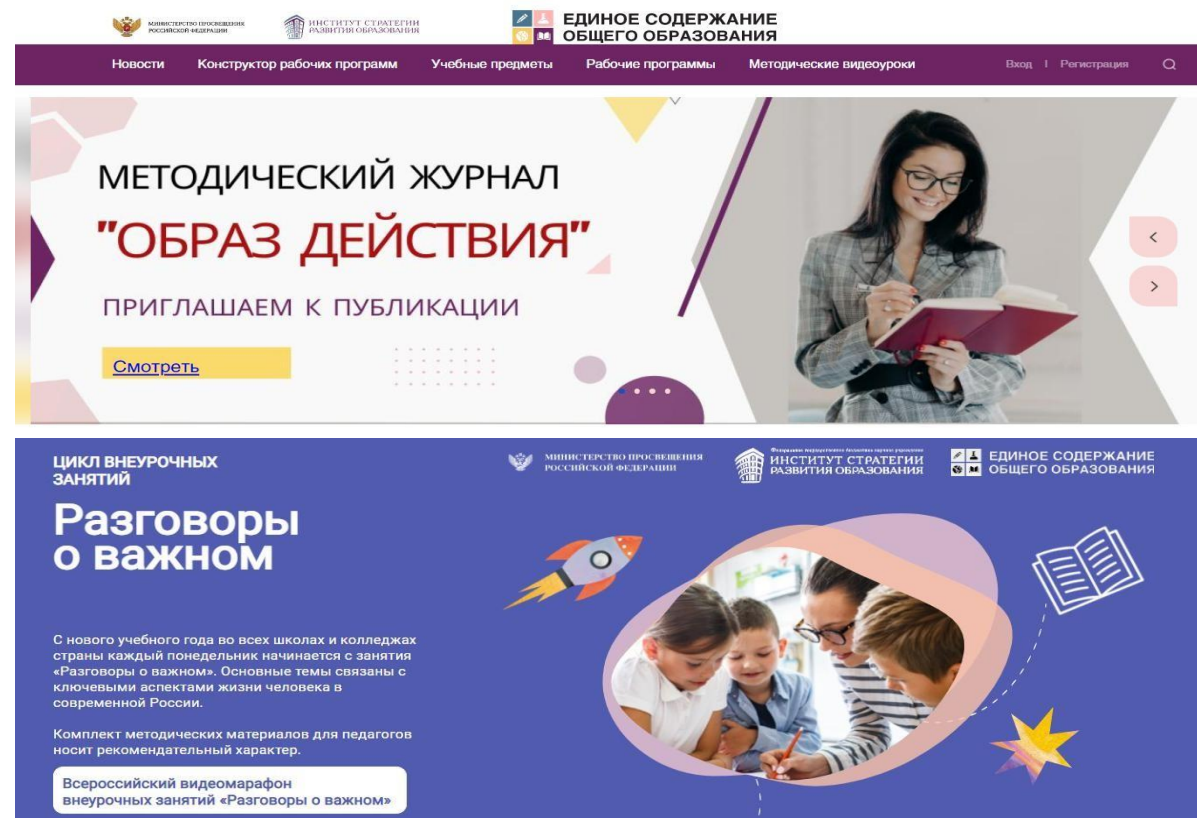 МИНИСТЕРСТВО ПРОСВЕЩЕНИЯ
РОССИЙСКОЙ ФЕДЕРАЦИИ
ИНСТИТУТ СТРАТЕГИИ
РАЗВИТИЯ ОБРАЗОВАНИЯ
ЕДИНОЕ СОДЕРЖАНИЕ
ОБЩЕГО ОБРАЗОВАНИЯ
Новости Конструктор рабочих программ Учебные предметы Рабочие программы Методические видеоуроки Вход | Регистрация
МЕТОДИЧЕСКИЙ ЖУРНАЛ
"ОБРАЗ ДЕЙСТВИЯ"
ПРИГЛАШАЕМ К ПУБЛИКАЦИИ
Смотреть
ЦИКЛ ВНЕУРОЧНЫХ
ЗАНЯТИЙ
МИНИСТЕРСТВО ПРОСВЕЩЕНИЯ
РОССИЙСКОЙ ФЕДЕРАЦИИ
ИНСТИТУТ СТРАТЕГИИ
РАЗВИТИЯ ОБРАЗОВАНИЯ
ЕДИНОЕ СОДЕРЖАНИЕ
ОБЩЕГО ОБРАЗОВАНИЯ
Разговоры
о важном
С нового учебного года во всех школах и колледжах
страны каждый понедельник начинается с занятия
«Разговоры о важном». Основные темы связаны с
ключевыми аспектами жизни человека в
современной России.
Комплект методических материалов для педагогов
носит рекомендательный характер.
Всероссийский видеомарафон
внеурочных занятий «Разговоры о важном»